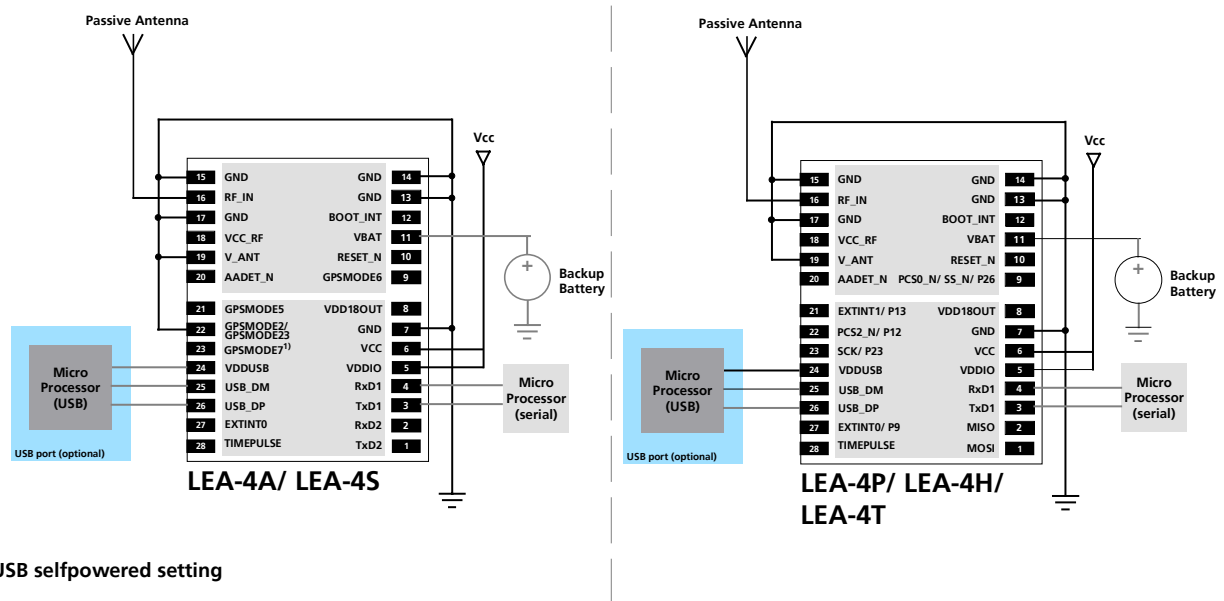 Passive Antenna
Vcc
15 GND GND 14
16 RF_IN GND 13
17 GND BOOT_INT 12
18 VCC_RF VBAT 11
19 V_ANT RESET_N 10
20 AADET_N GPSMODE6 9
21 GPSMODE5 VDD18OUT 8
22 GPSMODE2/ GPSMODE23 GND 7
23 GPSMODE7 1) VCC 6
24 VDDUSB VDDIO 5
25 USB_DM RxD1 4
26 USB_DP TxD1 3
27 EXTINT0 RxD2 2
28 TIMEPULSE TxD2 1
+
Backup
Battery
Micro
Processor
(USB)
USB port (optional)
Micro
Processor
(serial)
LEA-4A/ LEA-4S
Passive Antenna
Vcc
15 GND GND 14
16 RF_IN GND 13
17 GND BOOT_INT 12
18 VCC_RF VBAT 11
19 V_ANT RESET_N 10
20 AADET_N PCS0_N/ SS_N/ P26 9
21 EXTINT1/ P13 VDD18OUT 8
22 PCS2_N/ P12 GND 7
23 SCK/ P23 VCC 6
24 VDDUSB VDDIO 5
25 USB_DM RxD1 4
26 USB_DP TxD1 3
27 EXTINT0/ P9 MISO 2
28 TIMEPULSE MOSI 1
+
Backup
Battery
Micro
Processor
(USB)
USB port (optional)
Micro
Processor
(serial)
LEA-4P/ LEA-4H/
LEA-4T
USB selfpowered setting